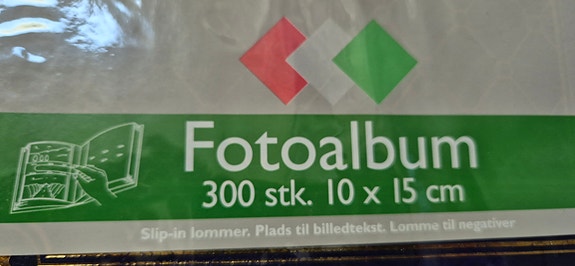 Fotoalbum
300 stk. 10 x 15 cm
Slip-in lommer. Plads til billedtekst. Lomme til negativer